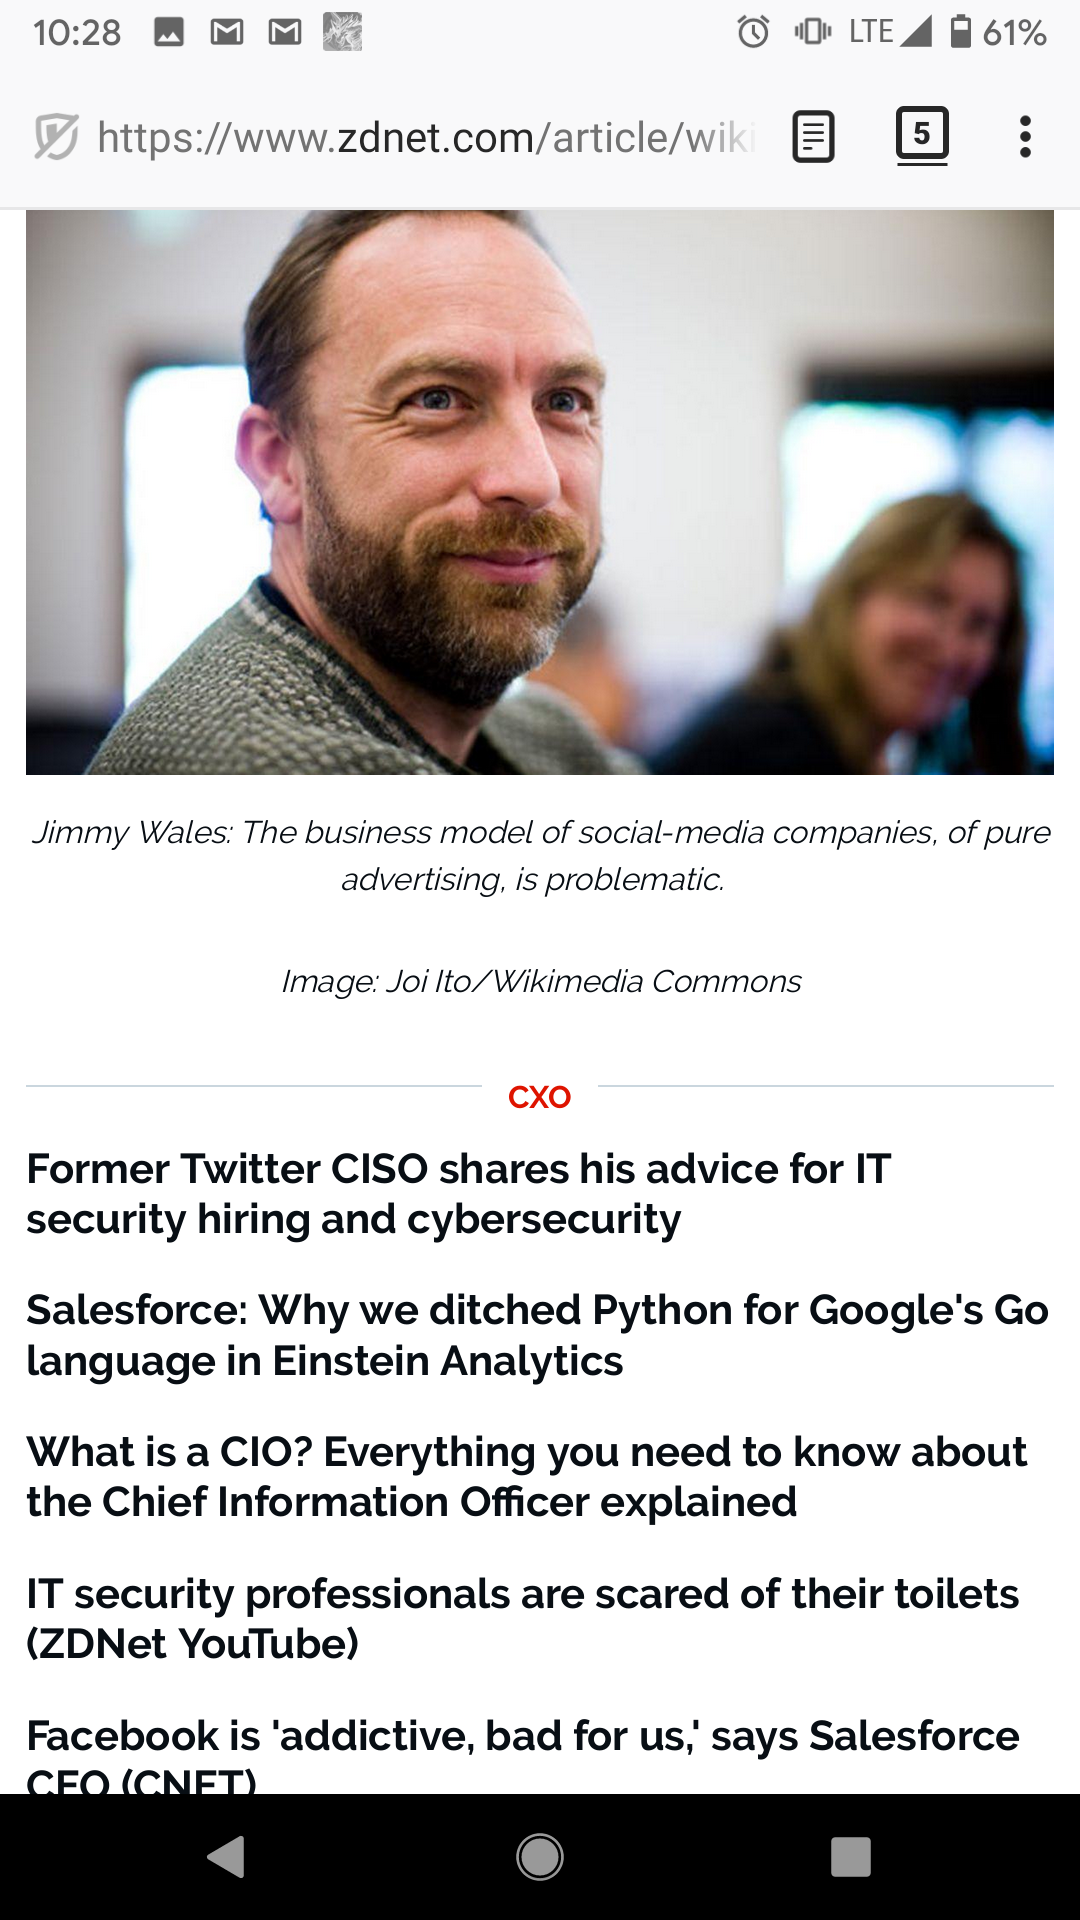 10:28
LTE 61%
https://www.zdnet.com/article/wiki
5
Jimmy Wales: The business model of social-media companies, of pure
advertising, is problematic.
Image: Joi Ito/Wikimedia Commons
CXO
Former Twitter CISO shares his advice for IT
security hiring and cybersecurity
Salesforce: Why we ditched Python for Google's Go
language in Einstein Analytics
What is a CIO? Everything you need to know about
the Chief Information Officer explained
IT security professionals are scared of their toilets
(ZDNet YouTube)
Facebook is 'addictive, bad for us,' says Salesforce
CEO (CNET)